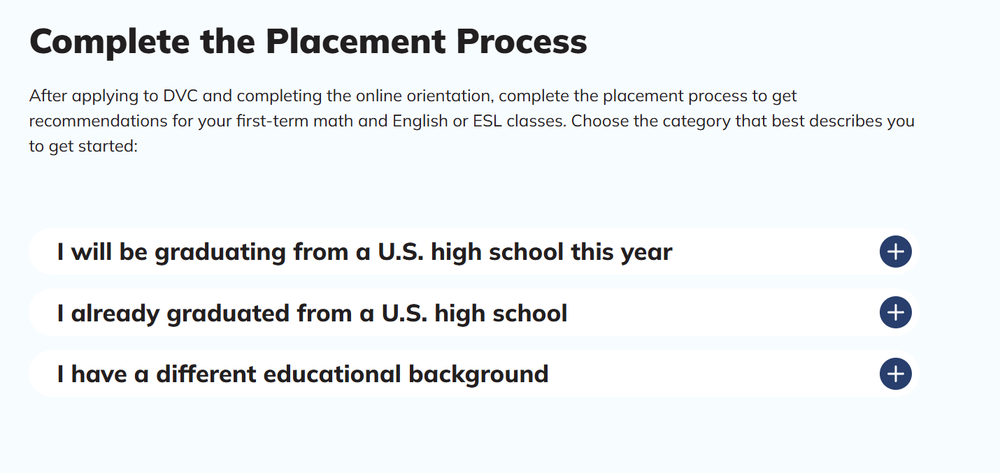 Complete the Placement Process
After applying to DVC and completing the online orientation, complete the placement process to get
recommendations for your first-term math and English or ESL classes. Choose the category that best describes you
to get started:
I will be graduating from a U.S. high school this year
I already graduated from a U.S. high school
I have a different educational background